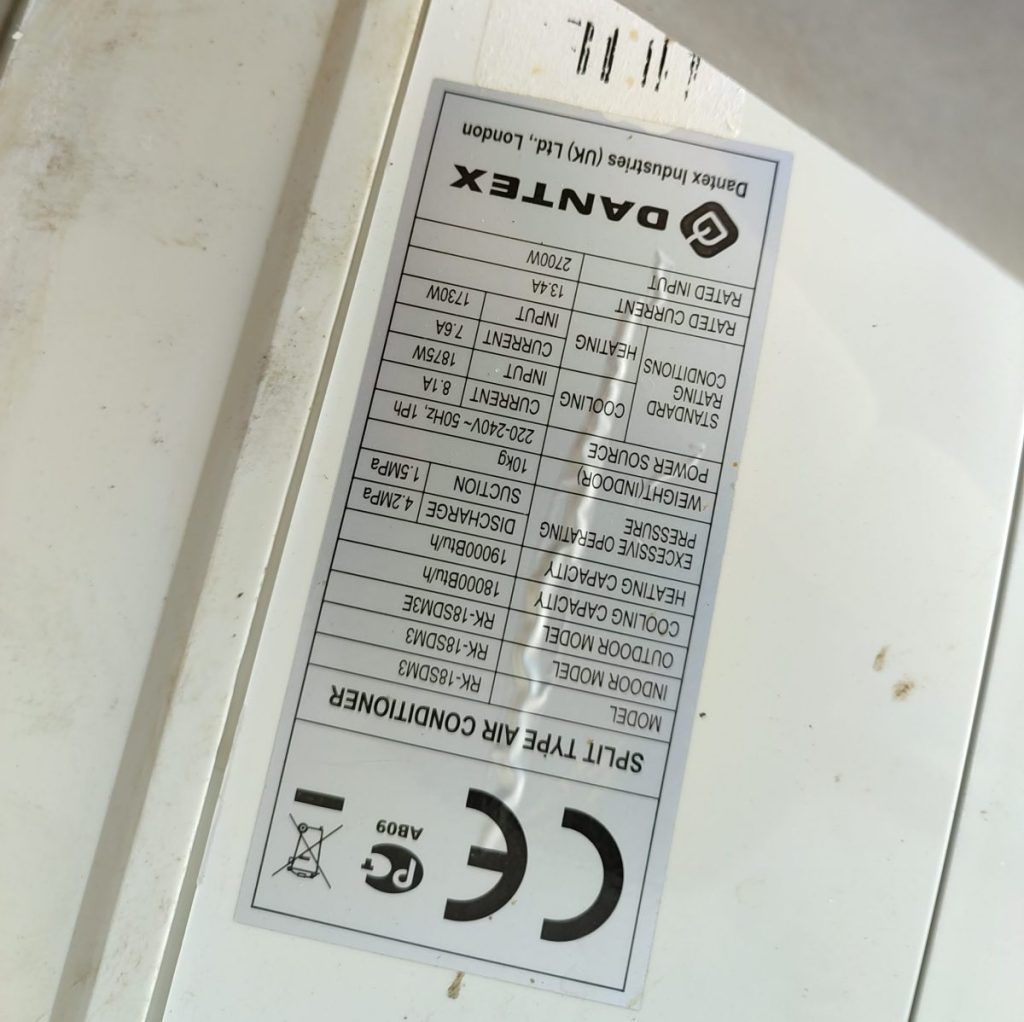 CE
PCT
AB09
SPLIT TYPE AIR CONDITIONER
MODEL RK-18SDM3
INDOOR MODEL RK-18SDM3
OUTDOOR MODEL RK-18SDM3E
COOLING CAPACITY 18000Btu/h
HEATING CAPACITY 19000Btu/h
EXCESSIVE OPERATING PRESSURE DISCHARGE 4.2MPa
SUCTION 1.5MPa
WEIGHT(INDOOR) 10kg
POWER SOURCE 220-240V~ 50Hz, 1Ph
STANDARD RATING CONDITIONS COOLING CURRENT 8.1A
INPUT 1875W
HEATING CURRENT 7.6A
INPUT 1730W
RATED CURRENT 13.4A
RATED INPUT 2700W
DANTEX
Dantex Industries (UK) Ltd., London